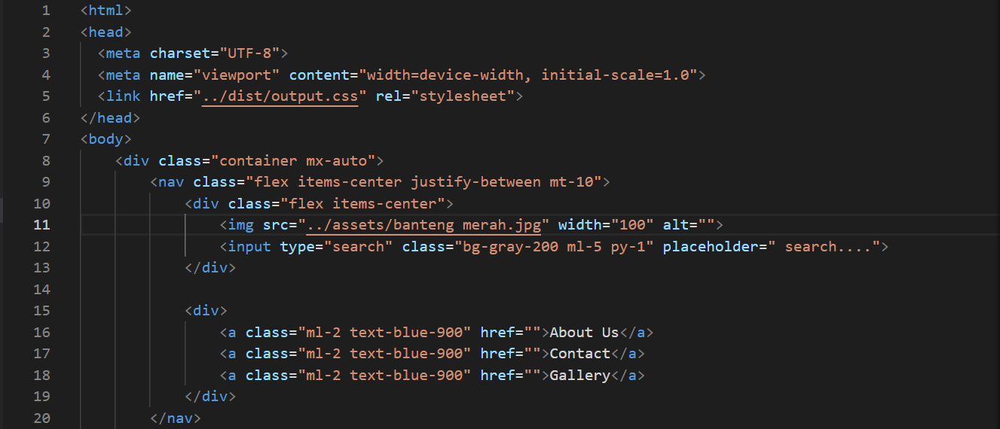 1 <html>
2 <head>
3   <meta charset="UTF-8">
4   <meta name="viewport" content="width=device-width, initial-scale=1.0">
5   <link href="../dist/output.css" rel="stylesheet">
6 </head>
7 <body>
8     <div class="container mx-auto">
9         <nav class="flex items-center justify-between mt-10">
10             <div class="flex items-center">
11                 <img src="../assets/banteng merah.jpg" width="100" alt="">
12                 <input type="search" class="bg-gray-200 ml-5 py-1" placeholder=" search....">
13             </div>
14
15             <div>
16                 <a class="ml-2 text-blue-900" href="">About Us</a>
17                 <a class="ml-2 text-blue-900" href="">Contact</a>
18                 <a class="ml-2 text-blue-900" href="">Gallery</a>
19             </div>
20         </nav>